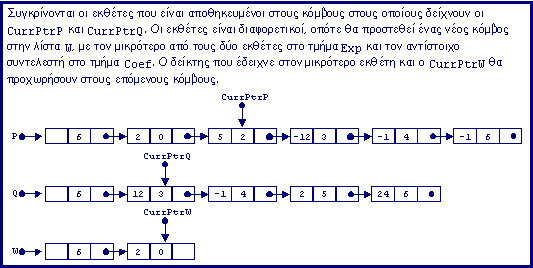 Συγκρίνονται οι εκθέτες που είναι αποθηκευμένοι στους κόμβους στους οποίους δείχνουν οι
CurrPtrP και CurrPtrQ. Οι εκθέτες είναι διαφορετικοί, οπότε θα προστεθεί ένας νέος κόμβος
στην λίστα W, με τον μικρότερο από τους δύο εκθέτες στο τμήμα Exp και τον αντίστοιχο
συντελεστή στο τμήμα Coef. Ο δείκτης που έδειχνε στον μικρότερο εκθέτη και ο CurrPtrW θα
προχωρήσουν στους επόμενους κόμβους.
CurrPtrP
P 6 2 0 5 2 -12 3 -1 4 -1 6
CurrPtrQ
Q 6 12 3 -1 4 2 5 24 6
CurrPtrW
W 6 2 0